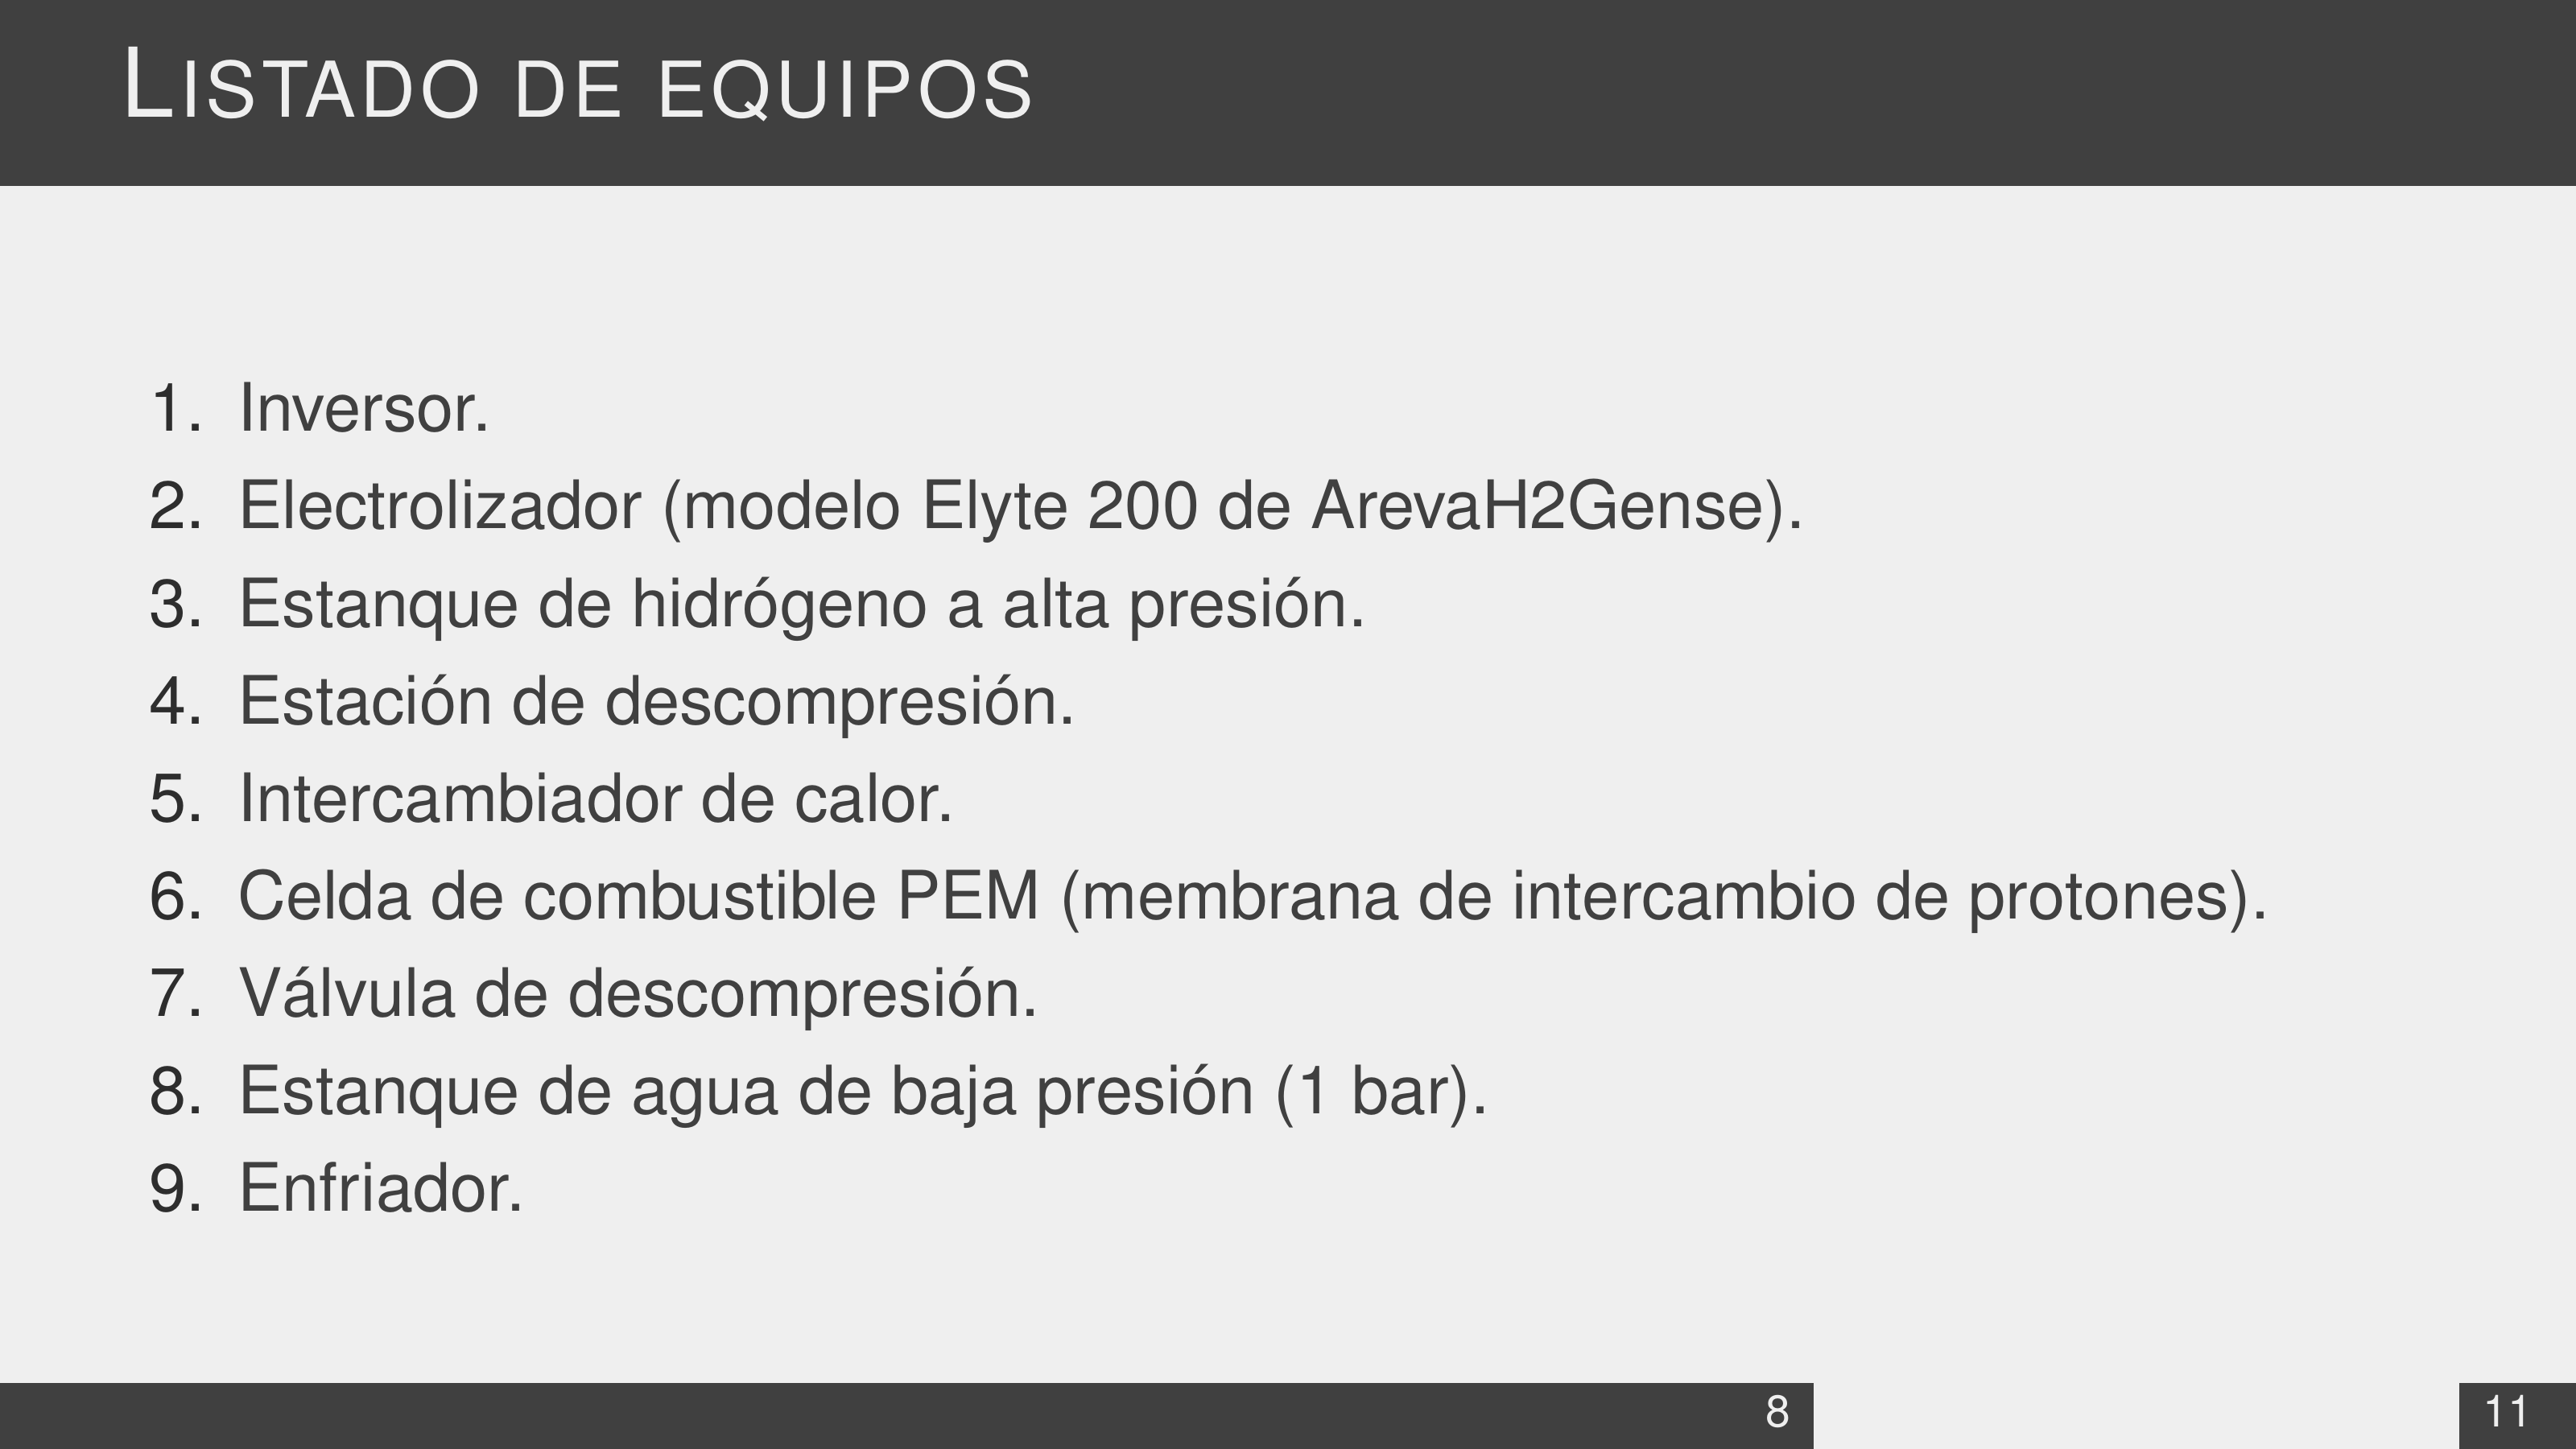 LISTADO DE EQUIPOS
1. Inversor.
2. Electrolizador (modelo Elyte 200 de ArevaH2Gense).
3. Estanque de hidrógeno a alta presión.
4. Estación de descompresión.
5. Intercambiador de calor.
6. Celda de combustible PEM (membrana de intercambio de protones).
7. Válvula de descompresión.
8. Estanque de agua de baja presión (1 bar).
9. Enfriador.
8
11